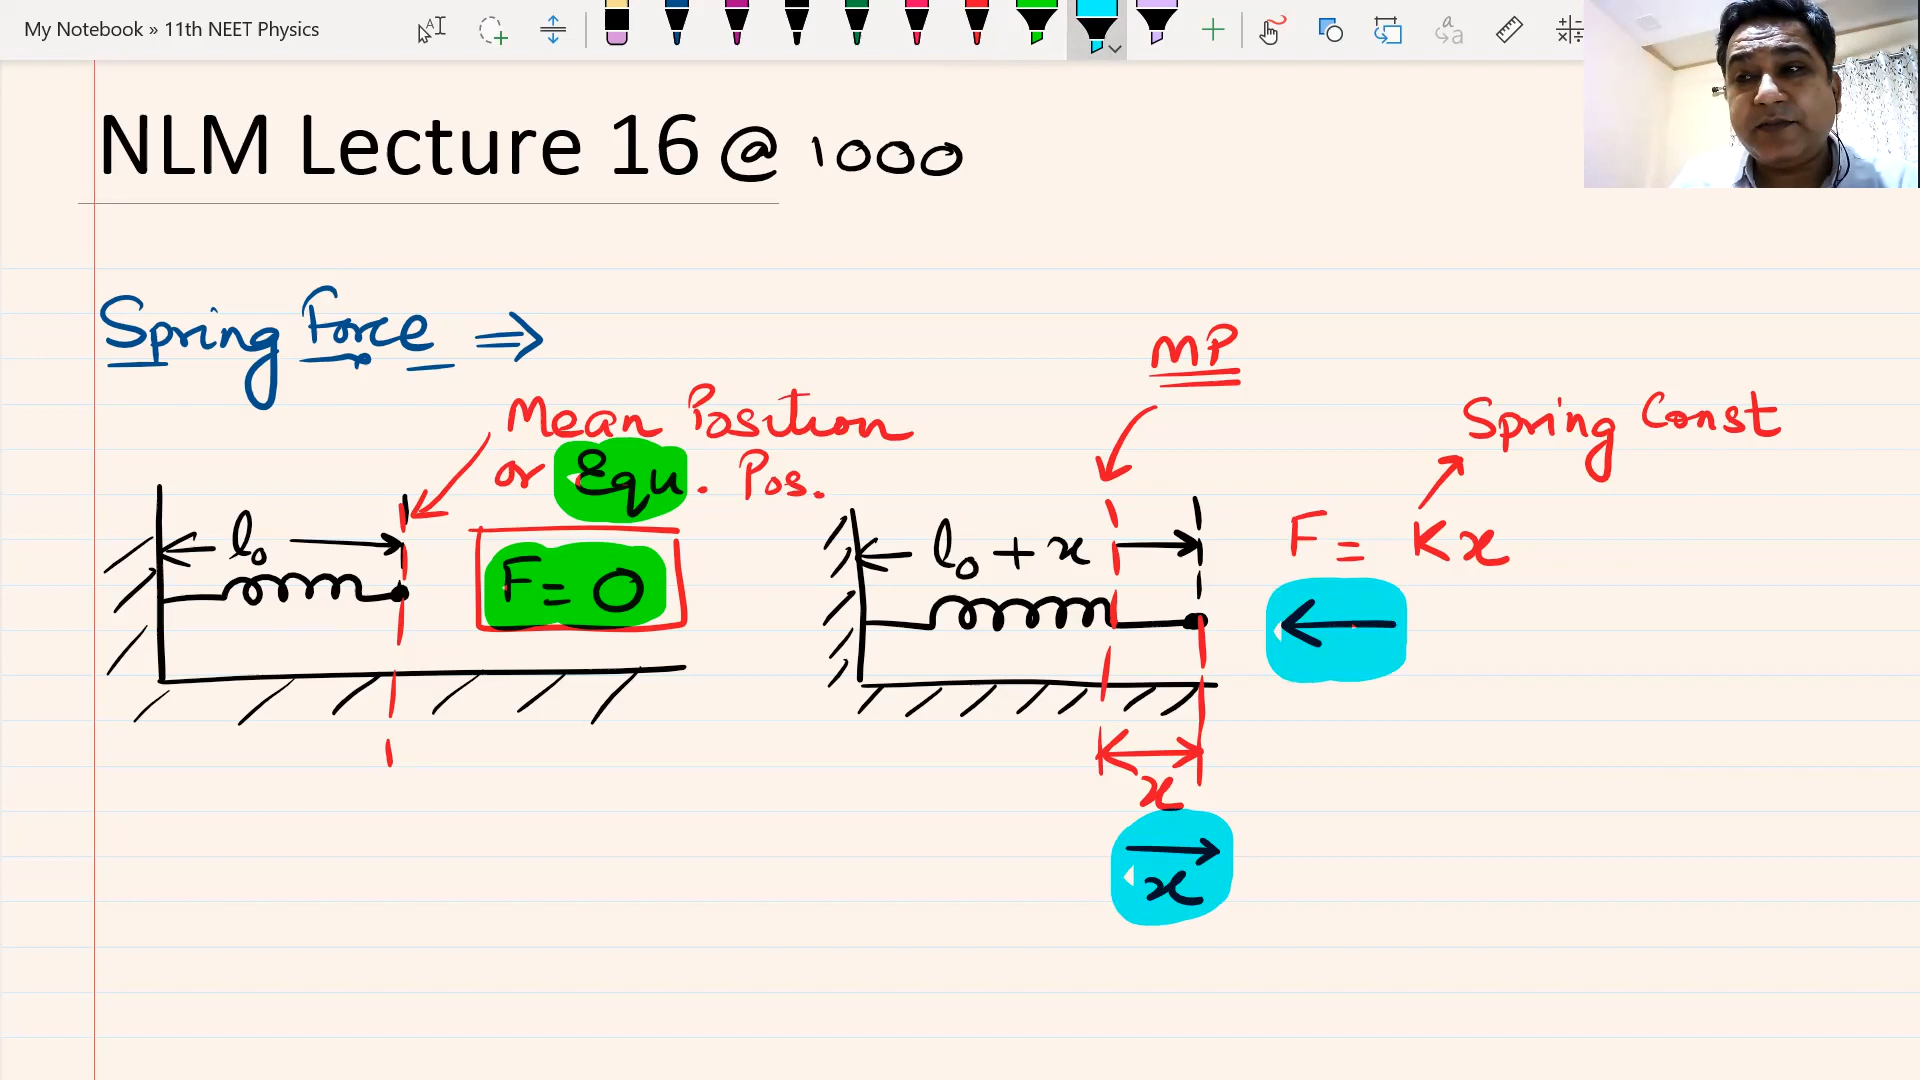 My Notebook » 11th NEET Physics
NLM Lecture 16 @ 1000
Spring Force ⇒
Mean Position
or Equ. Pos.
l₀
F = 0
MP
l₀ + x
Spring Const
F = Kx
x
x